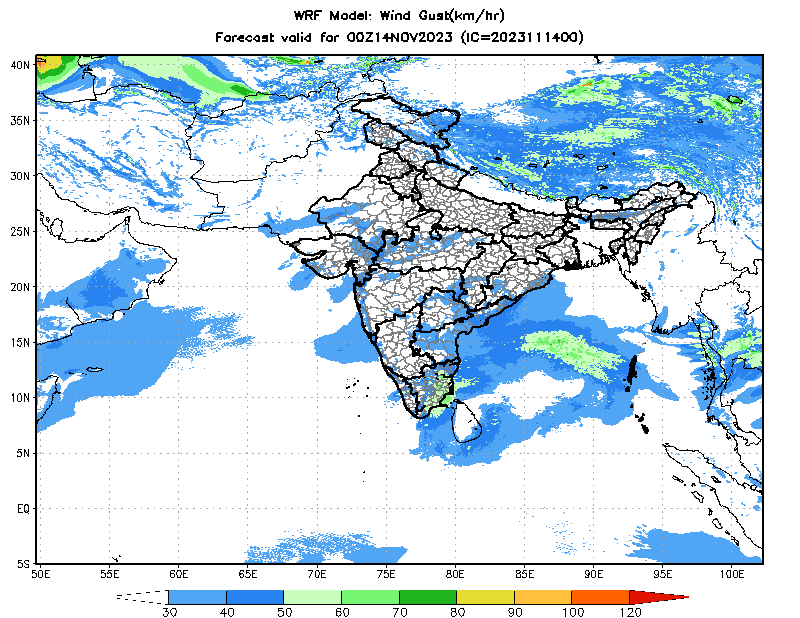 WRF Model: Wind Gust(km/hr)
Forecast valid for 00Z14NOV2023 (IC=2023111400)
40N
35N
30N
25N
20N
15N
10N
5N
EQ
5S
50E 55E 60E 65E 70E 75E 80E 85E 90E 95E 100E
30 40 50 60 70 80 90 100 120